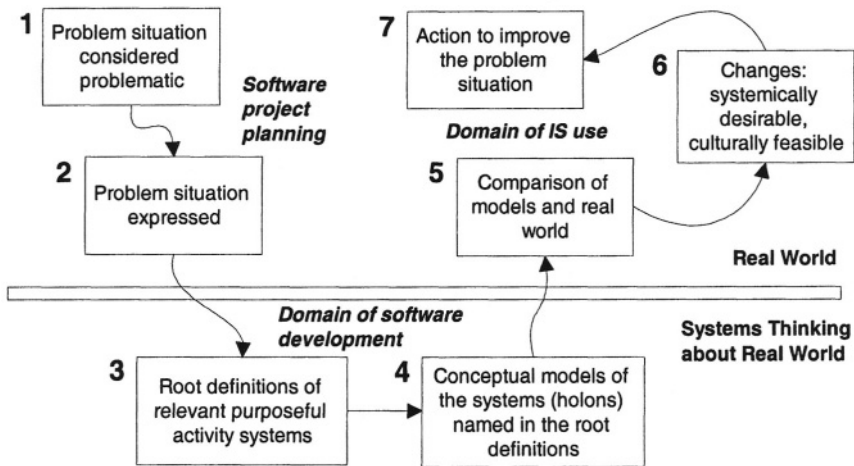 1
Problem situation
considered
problematic
Software
project
planning
2
Problem situation
expressed
7
Action to improve
the problem
situation
6
Changes:
systemically
desirable,
culturally feasible
Domain of IS use
5
Comparison of
models and real
world
Real World
Domain of software
development
Systems Thinking
about Real World
3
Root definitions of
relevant purposeful
activity systems
4
Conceptual models of
the systems (holons)
named in the root
definitions